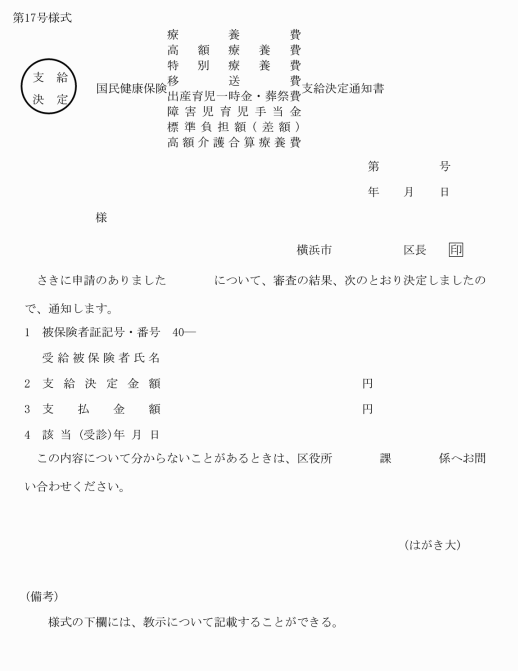 第17号様式
療養費
高額療養費
特別療養費
移送費
支給
決定
国民健康保険
支給決定通知書
出産育児一時金・葬祭費
障害児育児手当金
標準負担額(差額)
高額介護合算療養費
第　　　　　号
年　　月　　日
様
横浜市　　　　　　区長　　印
さきに申請のありました　　　　について、審査の結果、次のとおり決定しましたの
で、通知します。
1　被保険者証記号・番号　40―
受給被保険者氏名
2　支給決定金額　　　　　　円
3　支払金額　　　　　　円
4　該当(受診)年月日
この内容について分からないことがあるときは、区役所　　　　課　　　　係へお問
い合わせください。
(はがき大)
(備考)
様式の下欄には、教示について記載することができる。